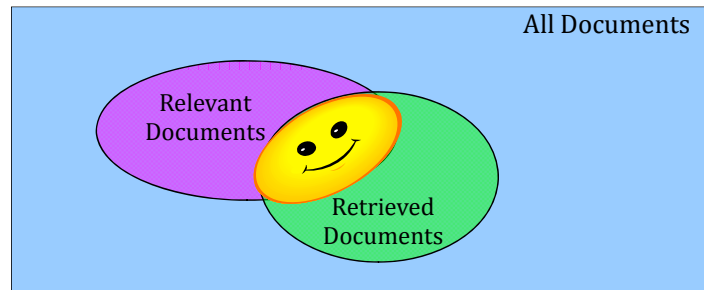 All Documents
Relevant
Documents
Retrieved
Documents